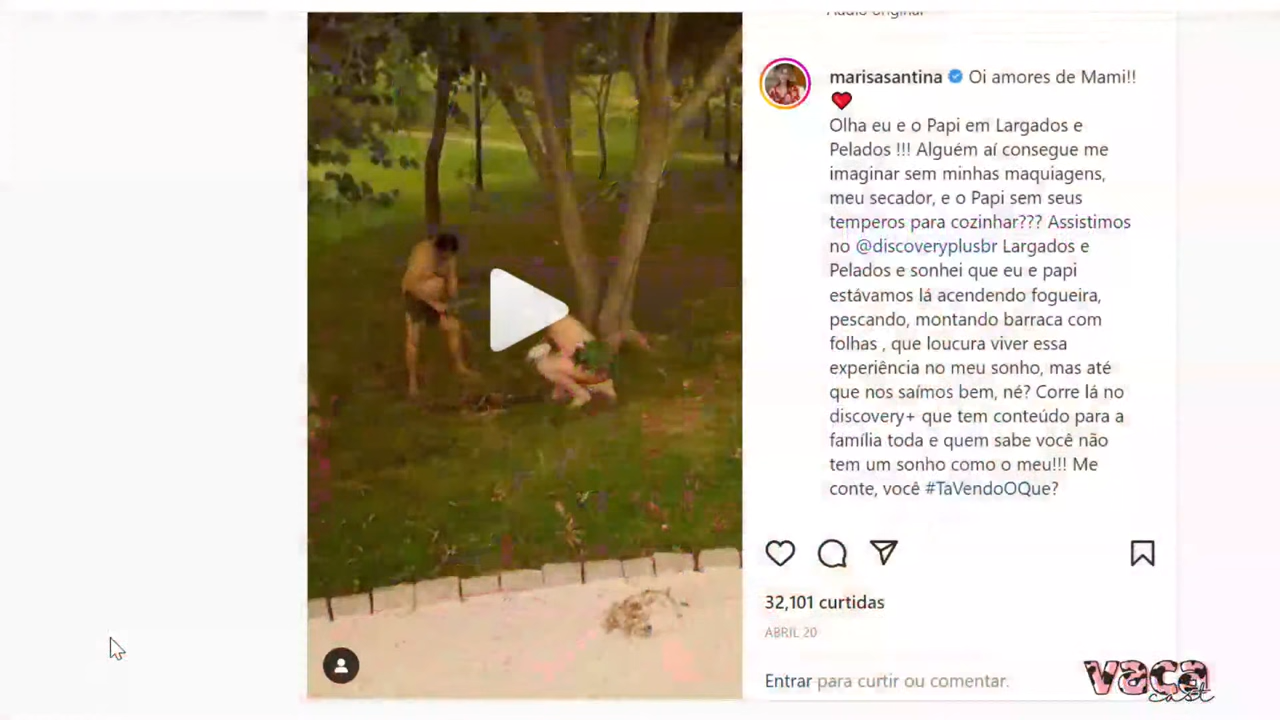 Áudio original
marisasantina Oi amores de Mami!!
Olha eu e o Papi em Largados e
Pelados !!! Alguém aí consegue me
imaginar sem minhas maquiagens,
meu secador, e o Papi sem seus
temperos para cozinhar??? Assistimos
no @discoveryplusbr Largados e
Pelados e sonhei que eu e papi
estávamos lá acendendo fogueira,
pescando, montando barraca com
folhas , que loucura viver essa
experiência no meu sonho, mas até
que nos saímos bem, né? Corre lá no
discovery+ que tem conteúdo para a
família toda e quem sabe você não
tem um sonho como o meu!!! Me
conte, você #TaVendoOQue?
32,101 curtidas
ABRIL 20
Entrar para curtir ou comentar.
vaca
cast